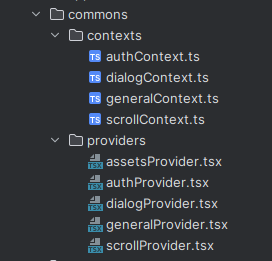 commons
contexts
TS authContext.ts
TS dialogContext.ts
TS generalContext.ts
TS scrollContext.ts
providers
TSX assetsProvider.tsx
TSX authProvider.tsx
TSX dialogProvider.tsx
TSX generalProvider.tsx
TSX scrollProvider.tsx